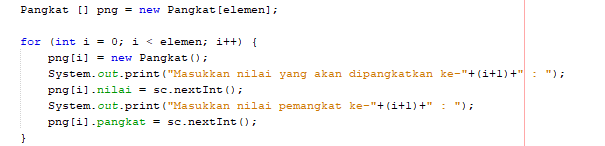 Pangkat [] png = new Pangkat[elemen];
for (int i = 0; i < elemen; i++) {
png[i] = new Pangkat();
System.out.print("Masukkan nilai yang akan dipangkatkan ke-"+(i+1)+" : ");
png[i].nilai = sc.nextInt();
System.out.print("Masukkan nilai pemangkat ke-"+(i+1)+" : ");
png[i].pangkat = sc.nextInt();
}